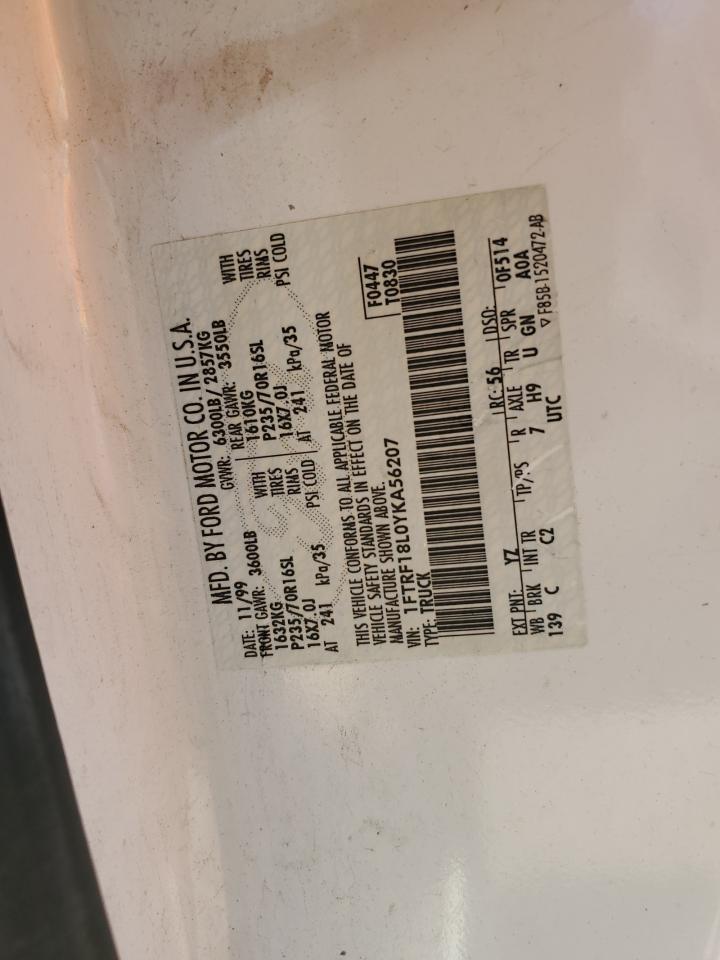 MFD. BY FORD MOTOR CO. IN U.S.A.
DATE: 11/99 GVWR: 6300LB/ 2857KG
FRONT GAWR: 3600LB REAR GAWR: 3550LB
1632KG WITH 1610KG WITH
P235/70R16SL TIRES P235/70R16SL TIRES
16X7.0J RIMS 16X7.0J RIMS
AT 241 kPa/35 PSI COLD AT 241 kPa/35 PSI COLD
THIS VEHICLE CONFORMS TO ALL APPLICABLE FEDERAL MOTOR
VEHICLE SAFETY STANDARDS IN EFFECT ON THE DATE OF
MANUFACTURE SHOWN ABOVE.
VIN: 1FTRF18L0YKA56207 F0447
TYPE: TRUCK T0830
EXT PNT: YZ RC: 56 DSO: 0F514
WB BRK INT TR TP/PS R AXLE TR SPR
139 C C2 7 H9 U GN A0A
UTC ▽ F85B-1520472-AB